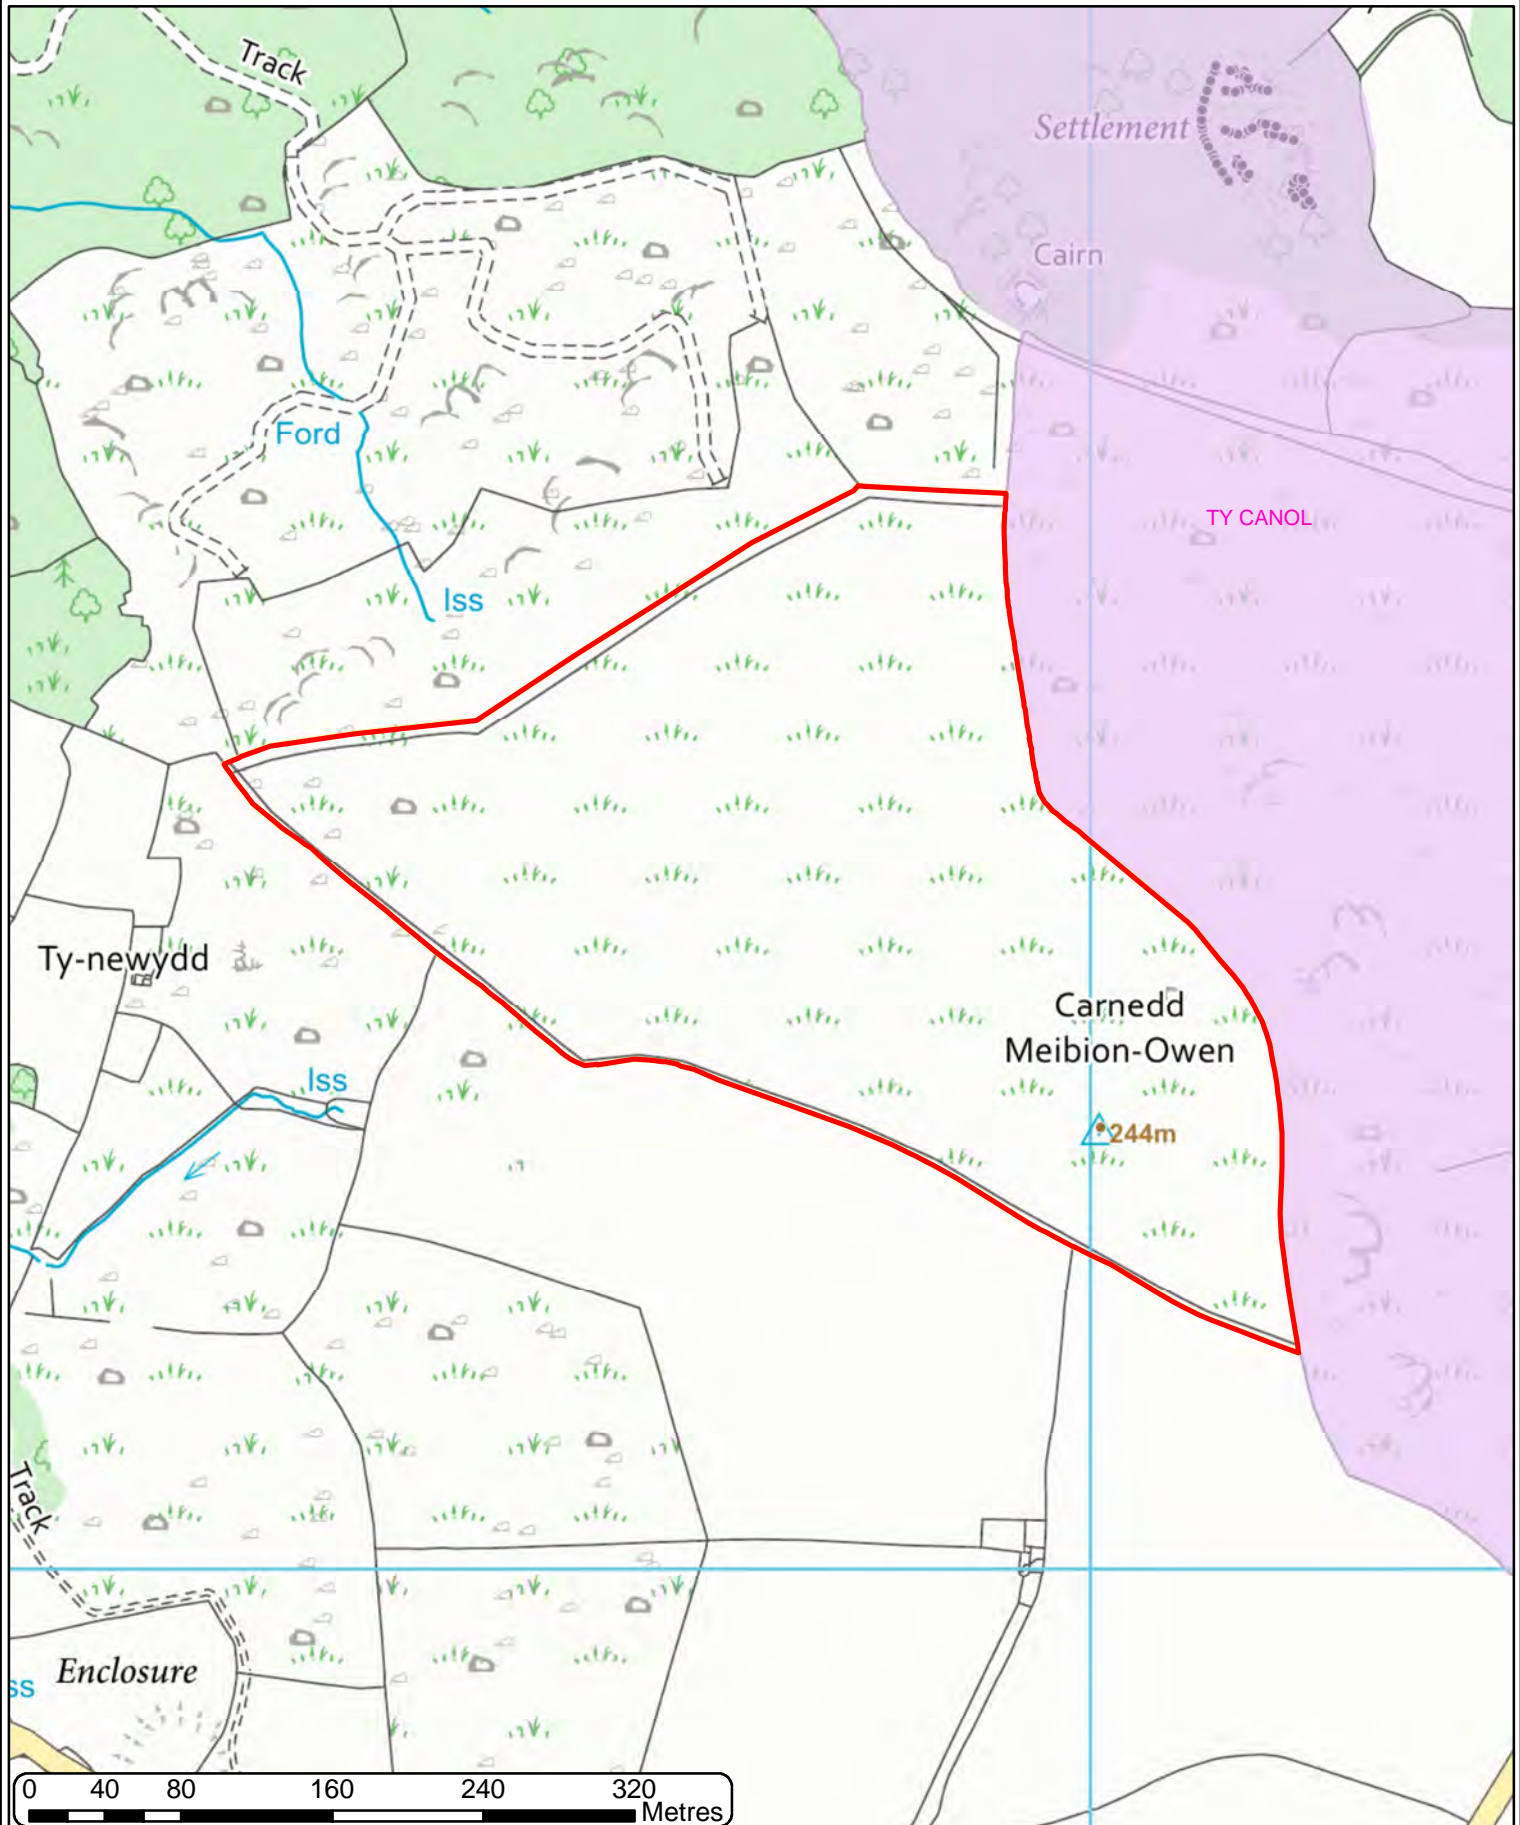 Track
Settlement
Cairn
Ford
TY CANOL
Iss
Ty-newydd
Carnedd
Meibion-Owen
Iss
244m
Track
Enclosure
ss
0 40 80 160 240 320
Metres